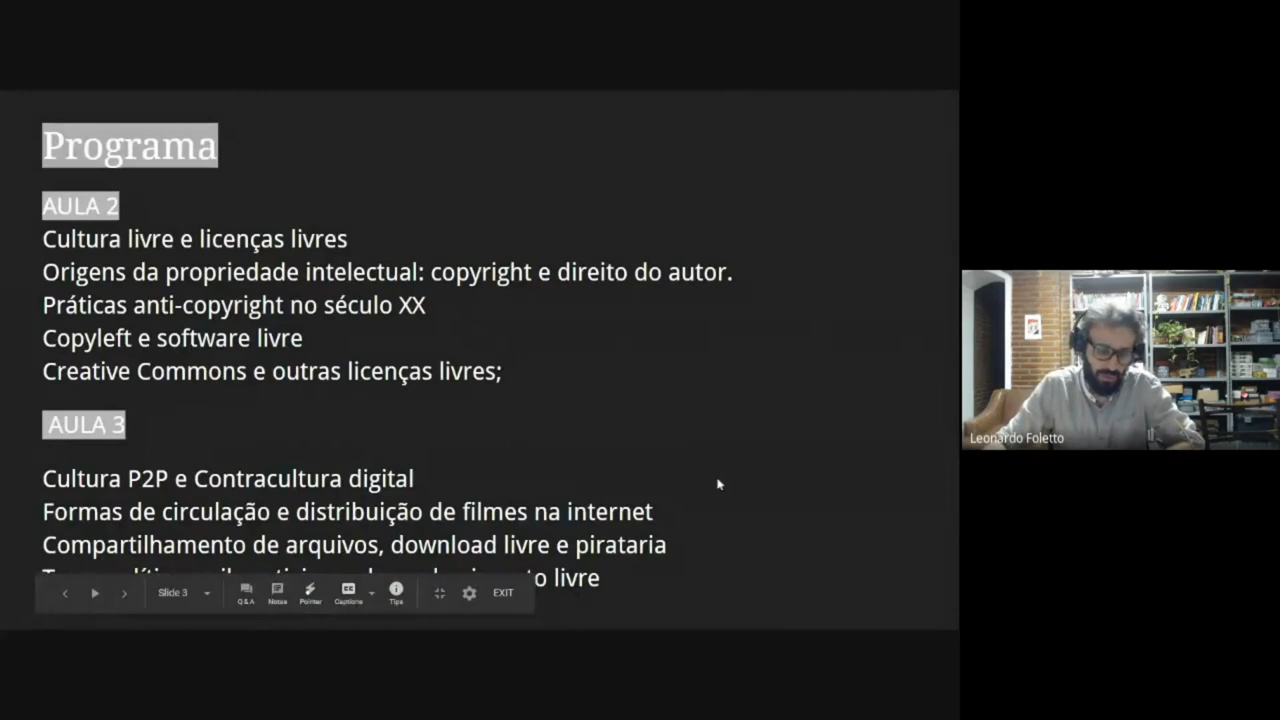 Programa
AULA 2
Cultura livre e licenças livres
Origens da propriedade intelectual: copyright e direito do autor.
Práticas anti-copyright no século XX
Copyleft e software livre
Creative Commons e outras licenças livres;
AULA 3
Cultura P2P e Contracultura digital
Formas de circulação e distribuição de filmes na internet
Compartilhamento de arquivos, download livre e pirataria
livre
Slide 3
Q & A
Notes
Pointer
CC
Captions
Tips
EXIT
Leonardo Foletto